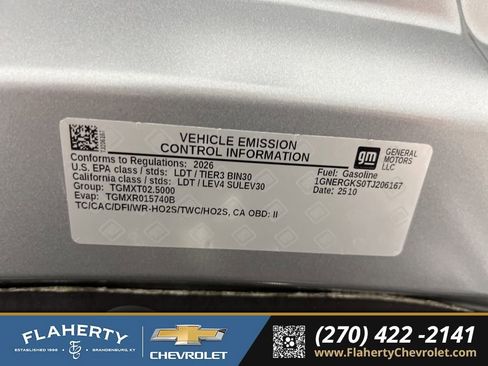 VEHICLE EMISSION
CONTROL INFORMATION
Conforms to Regulations: 2026
U.S. EPA class / stds: LDT / TIER3 BIN30
California class / stds: LDT / LEV4 SULEV30
Group: TGMXT02.5000
Evap: TGMXR015740B
TC/CAC/DFI/WR-HO2S/TWC/HO2S, CA OBD: II
gm
GENERAL
MOTORS
LLC
Fuel: Gasoline
1GNERGKS0TJ206167
Date: 2510
TJ206167
FLAHERTY
ESTABLISHED 1996
BRANDENBURG, KY
CHEVROLET
(270) 422 -2141
www.FlahertyChevrolet.com